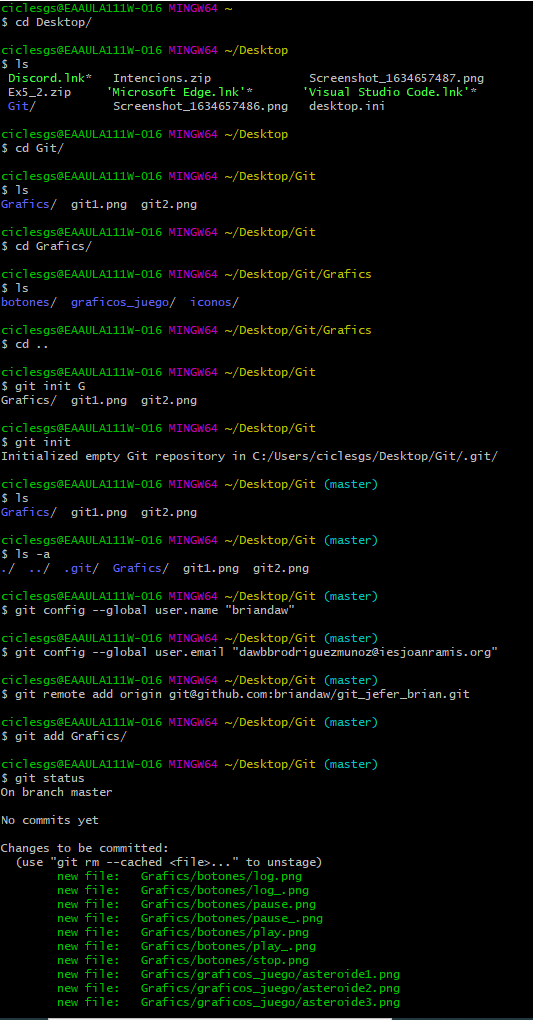 ciclesgs@EAAULA111W-016 MINGW64 ~
$ cd Desktop/

ciclesgs@EAAULA111W-016 MINGW64 ~/Desktop
$ ls
 Discord.lnk*   Intencions.zip              Screenshot_1634657487.png
 Ex5_2.zip     'Microsoft Edge.lnk'*       'Visual Studio Code.lnk'*
 Git/           Screenshot_1634657486.png   desktop.ini

ciclesgs@EAAULA111W-016 MINGW64 ~/Desktop
$ cd Git/

ciclesgs@EAAULA111W-016 MINGW64 ~/Desktop/Git
$ ls
Grafics/  git1.png  git2.png

ciclesgs@EAAULA111W-016 MINGW64 ~/Desktop/Git
$ cd Grafics/

ciclesgs@EAAULA111W-016 MINGW64 ~/Desktop/Git/Grafics
$ ls
botones/  graficos_juego/  iconos/

ciclesgs@EAAULA111W-016 MINGW64 ~/Desktop/Git/Grafics
$ cd ..

ciclesgs@EAAULA111W-016 MINGW64 ~/Desktop/Git
$ git init G
Grafics/  git1.png  git2.png

ciclesgs@EAAULA111W-016 MINGW64 ~/Desktop/Git
$ git init
Initialized empty Git repository in C:/Users/ciclesgs/Desktop/Git/.git/

ciclesgs@EAAULA111W-016 MINGW64 ~/Desktop/Git (master)
$ ls
Grafics/  git1.png  git2.png

ciclesgs@EAAULA111W-016 MINGW64 ~/Desktop/Git (master)
$ ls -a
./  ../  .git/  Grafics/  git1.png  git2.png

ciclesgs@EAAULA111W-016 MINGW64 ~/Desktop/Git (master)
$ git config --global user.name "briandaw"

ciclesgs@EAAULA111W-016 MINGW64 ~/Desktop/Git (master)
$ git config --global user.email "dawbbrodriguezmunoz@iesjoanramis.org"

ciclesgs@EAAULA111W-016 MINGW64 ~/Desktop/Git (master)
$ git remote add origin git@github.com:briandaw/git_jefer_brian.git

ciclesgs@EAAULA111W-016 MINGW64 ~/Desktop/Git (master)
$ git add Grafics/

ciclesgs@EAAULA111W-016 MINGW64 ~/Desktop/Git (master)
$ git status
On branch master

No commits yet

Changes to be committed:
  (use "git rm --cached <file>..." to unstage)
        new file:   Grafics/botones/log.png
        new file:   Grafics/botones/log_.png
        new file:   Grafics/botones/pause.png
        new file:   Grafics/botones/pause_.png
        new file:   Grafics/botones/play.png
        new file:   Grafics/botones/play_.png
        new file:   Grafics/botones/stop.png
        new file:   Grafics/graficos_juego/asteroide1.png
        new file:   Grafics/graficos_juego/asteroide2.png
        new file:   Grafics/graficos_juego/asteroide3.png